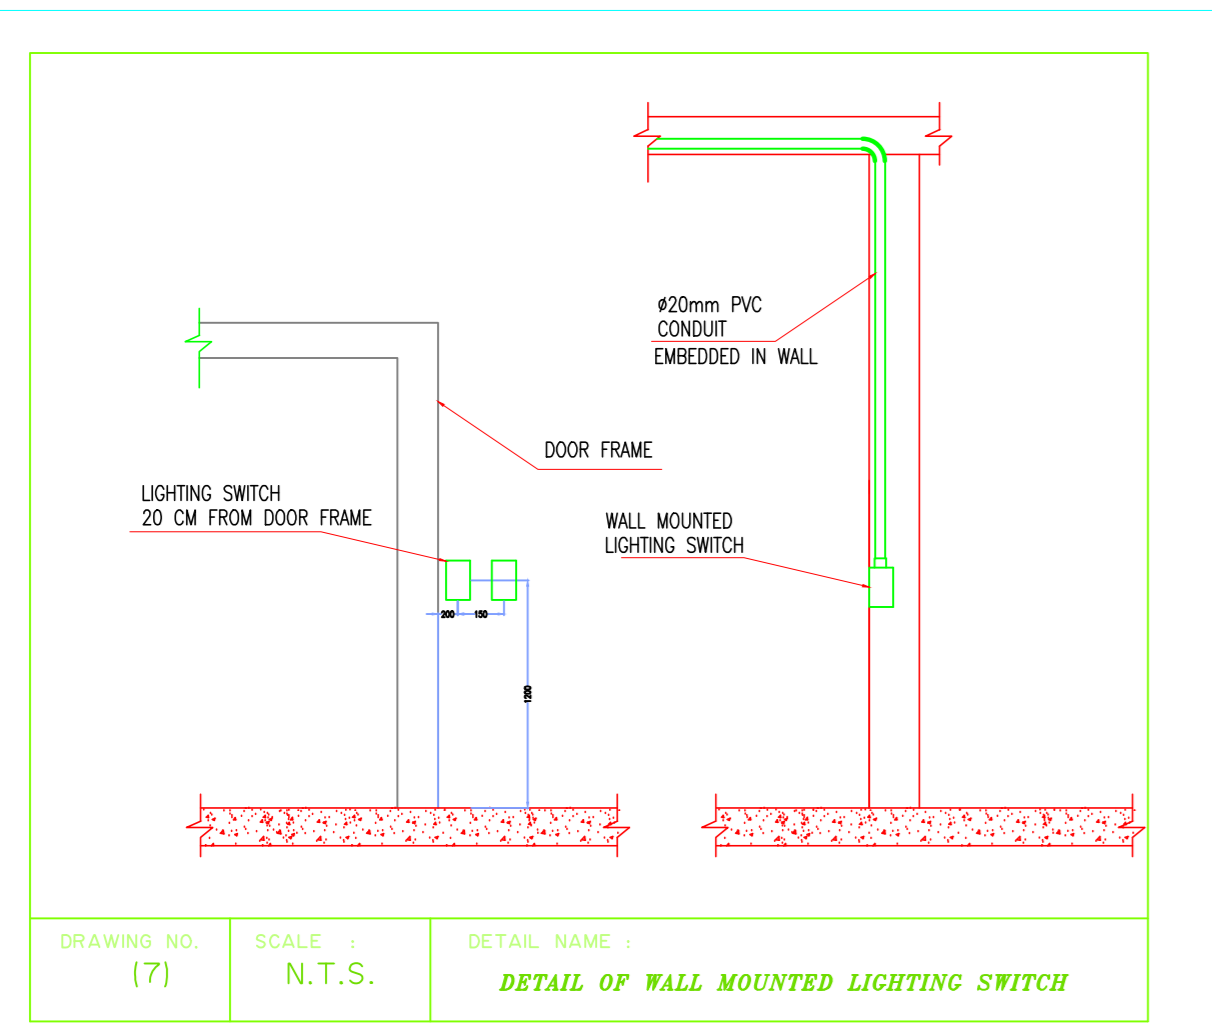 ø20mm PVC
CONDUIT
EMBEDDED IN WALL
DOOR FRAME
LIGHTING SWITCH
20 CM FROM DOOR FRAME
WALL MOUNTED
LIGHTING SWITCH
200 150
1200
DRAWING NO.
(7)
SCALE :
N.T.S.
DETAIL NAME :
DETAIL OF WALL MOUNTED LIGHTING SWITCH